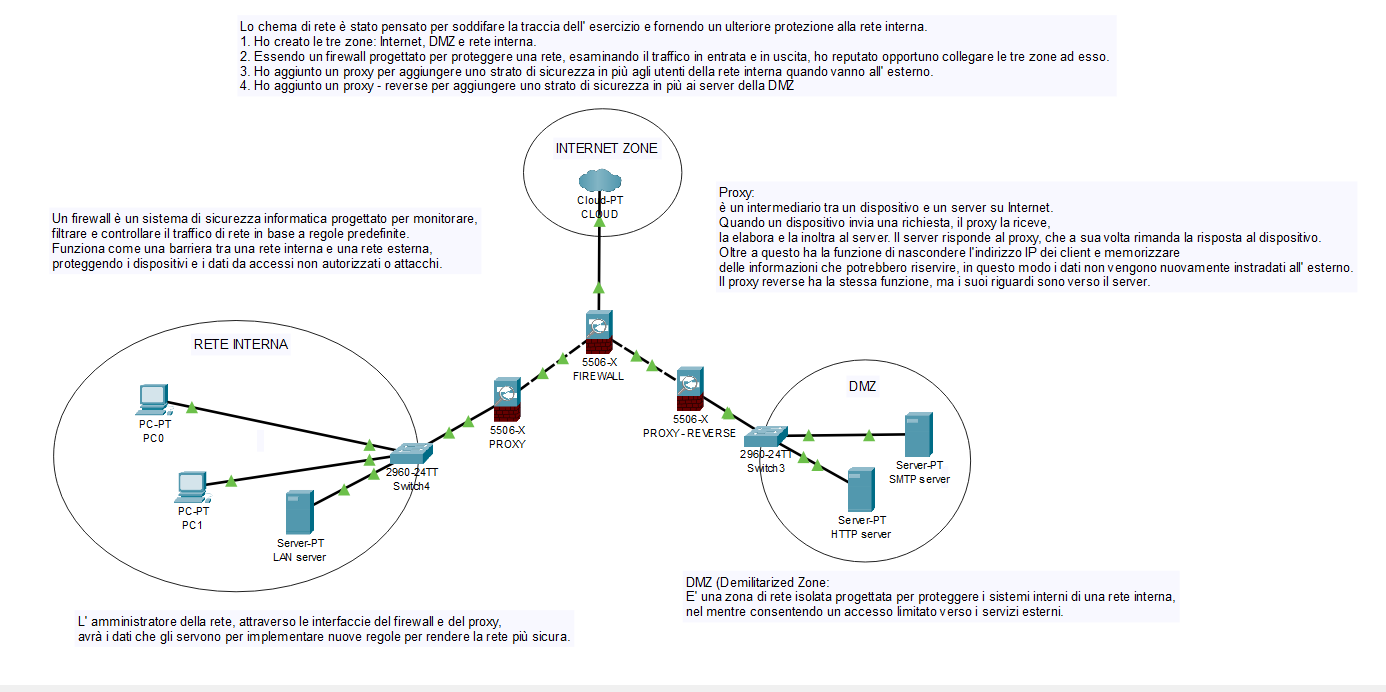 Lo chema di rete è stato pensato per soddifare la traccia dell' esercizio e fornendo un ulteriore protezione alla rete interna.
1. Ho creato le tre zone: Internet, DMZ e rete interna.
2. Essendo un firewall progettato per proteggere una rete, esaminando il traffico in entrata e in uscita, ho reputato opportuno collegare le tre zone ad esso.
3. Ho aggiunto un proxy per aggiungere uno strato di sicurezza in più agli utenti della rete interna quando vanno all' esterno.
4. Ho aggiunto un proxy - reverse per aggiungere uno strato di sicurezza in più ai server della DMZ
INTERNET ZONE
Cloud-PT
CLOUD
Un firewall è un sistema di sicurezza informatica progettato per monitorare,
filtrare e controllare il traffico di rete in base a regole predefinite.
Funziona come una barriera tra una rete interna e una rete esterna,
proteggendo i dispositivi e i dati da accessi non autorizzati o attacchi.
Proxy:
è un intermediario tra un dispositivo e un server su Internet.
Quando un dispositivo invia una richiesta, il proxy la riceve,
la elabora e la inoltra al server. Il server risponde al proxy, che a sua volta rimanda la risposta al dispositivo.
Oltre a questo ha la funzione di nascondere l'indirizzo IP dei client e memorizzare
delle informazioni che potrebbero riservire, in questo modo i dati non vengono nuovamente instradati all' esterno.
Il proxy reverse ha la stessa funzione, ma i suoi riguardi sono verso il server.
5506-X
FIREWALL
RETE INTERNA
PC-PT
PC0
PC-PT
PC1
Server-PT
LAN server
2960-24TT
Switch4
5506-X
PROXY
5506-X
PROXY-REVERSE
DMZ
2960-24TT
Switch3
Server-PT
SMTP server
Server-PT
HTTP server
DMZ (Demilitarized Zone:
E' una zona di rete isolata progettata per proteggere i sistemi interni di una rete interna,
nel mentre consentendo un accesso limitato verso i servizi esterni.
L' amministratore della rete, attraverso le interfaccie del firewall e del proxy,
avrà i dati che gli servono per implementare nuove regole per rendere la rete più sicura.